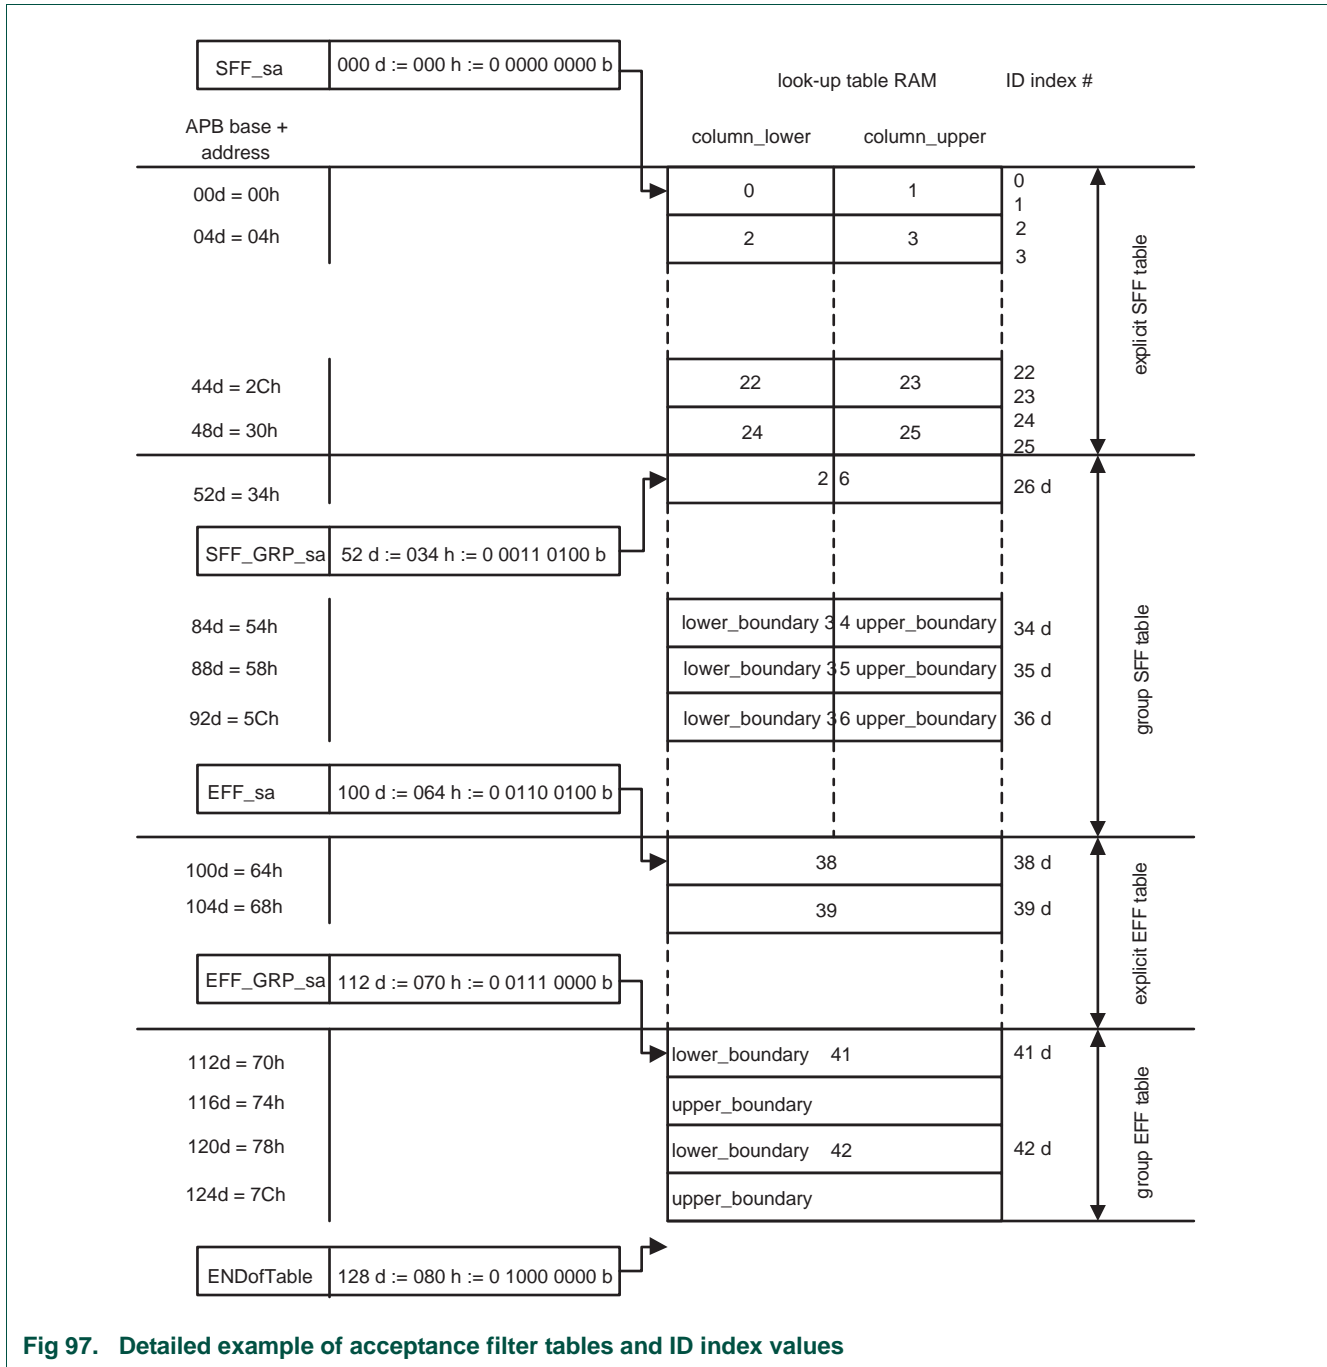 SFF_sa 000 d := 000 h := 0 0000 0000 b
look-up table RAM ID index #
APB base +
address
column_lower column_upper
00d = 00h 0 1 0
1
04d = 04h 2 3 2
3
explicit SFF table
44d = 2Ch 22 23 22
23
48d = 30h 24 25 24
25
52d = 34h 2 6 26 d
SFF_GRP_sa 52 d := 034 h := 0 0011 0100 b
84d = 54h lower_boundary 3 4 upper_boundary 34 d
88d = 58h lower_boundary 3 5 upper_boundary 35 d
92d = 5Ch lower_boundary 3 6 upper_boundary 36 d
group SFF table
EFF_sa 100 d := 064 h := 0 0110 0100 b
100d = 64h 38 38 d
104d = 68h 39 39 d
explicit EFF table
EFF_GRP_sa 112 d := 070 h := 0 0111 0000 b
112d = 70h lower_boundary 41 41 d
116d = 74h upper_boundary
120d = 78h lower_boundary 42 42 d
124d = 7Ch upper_boundary
group EFF table
ENDofTable 128 d := 080 h := 0 1000 0000 b
Fig 97. Detailed example of acceptance filter tables and ID index values